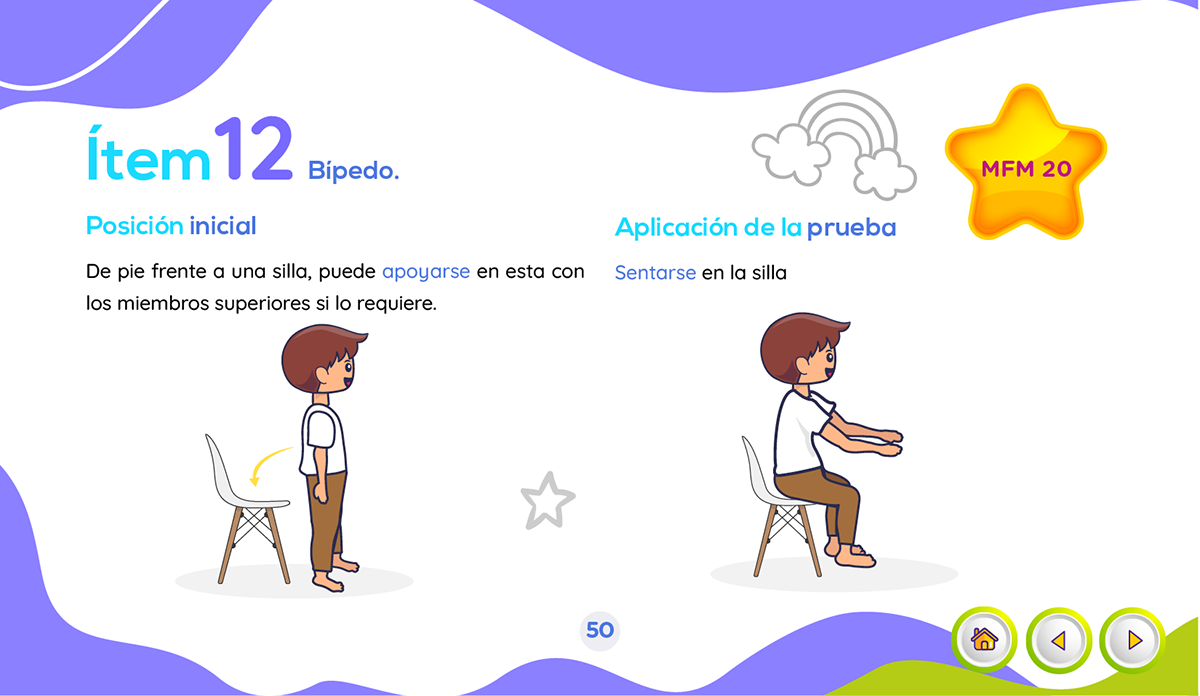 Ítem 12 Bípedo.
MFM 20
Posición inicial
De pie frente a una silla, puede apoyarse en esta con
los miembros superiores si lo requiere.
Aplicación de la prueba
Sentarse en la silla
50